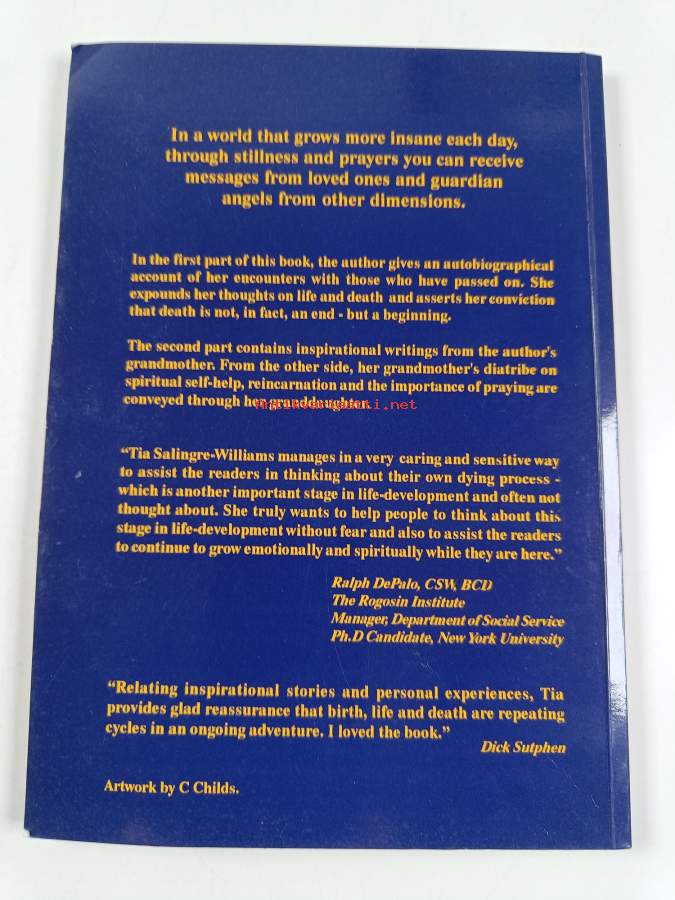 In a world that grows more insane each day,
through stillness and prayers you can receive
messages from loved ones and guardian
angels from other dimensions.
In the first part of this book, the author gives an autobiographical
account of her encounters with those who have passed on. She
expounds her thoughts on life and death and asserts her conviction
that death is not, in fact, an end - but a beginning.
The second part contains inspirational writings from the author's
grandmother. From the other side, her grandmother's diatribe on
spiritual self-help, reincarnation and the importance of praying are
conveyed through her granddaughter.
"Tia Salingre-Williams manages in a very caring and sensitive way
to assist the readers in thinking about their own dying process -
which is another important stage in life-development and often not
thought about. She truly wants to help people to think about this
stage in life-development without fear and also to assist the readers
to continue to grow emotionally and spiritually while they are here."
Ralph DePalo, CSW, BCD
The Rogosin Institute
Manager, Department of Social Service
Ph.D Candidate, New York University
"Relating inspirational stories and personal experiences, Tia
provides glad reassurance that birth, life and death are repeating
cycles in an ongoing adventure. I loved the book."
Dick Sutphen
Artwork by C Childs.